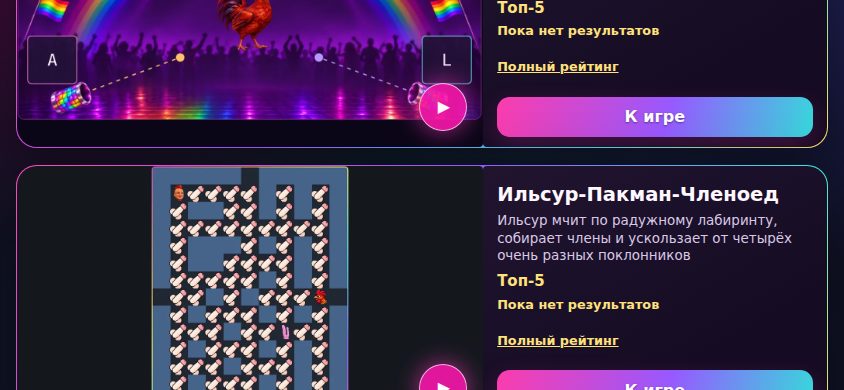 Топ-5
Пока нет результатов
A
L
Полный рейтинг
К игре
Ильсур-Пакман-Членоед
Ильсур мчит по радужному лабиринту,
собирает члены и ускользает от четырёх
очень разных поклонников
Топ-5
Пока нет результатов
Полный рейтинг
К игре